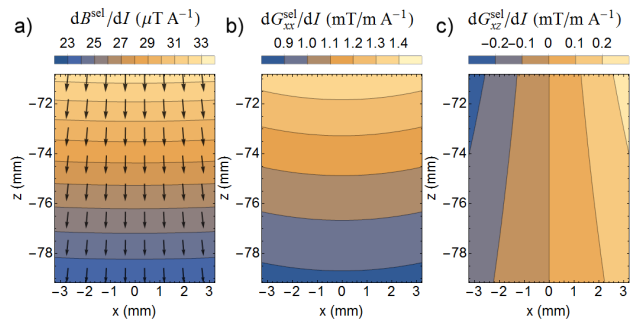 a) dB^sel/dI (μT A⁻¹)
23 25 27 29 31 33
z (mm)
−72
−74
−76
−78
−3 −2 −1 0 1 2 3
x (mm)
b) dG_xx^sel/dI (mT/m A⁻¹)
0.9 1.0 1.1 1.2 1.3 1.4
z (mm)
−72
−74
−76
−78
−3 −2 −1 0 1 2 3
x (mm)
c) dG_xz^sel/dI (mT/m A⁻¹)
−0.2 −0.1 0 0.1 0.2
z (mm)
−72
−74
−76
−78
−3 −2 −1 0 1 2 3
x (mm)